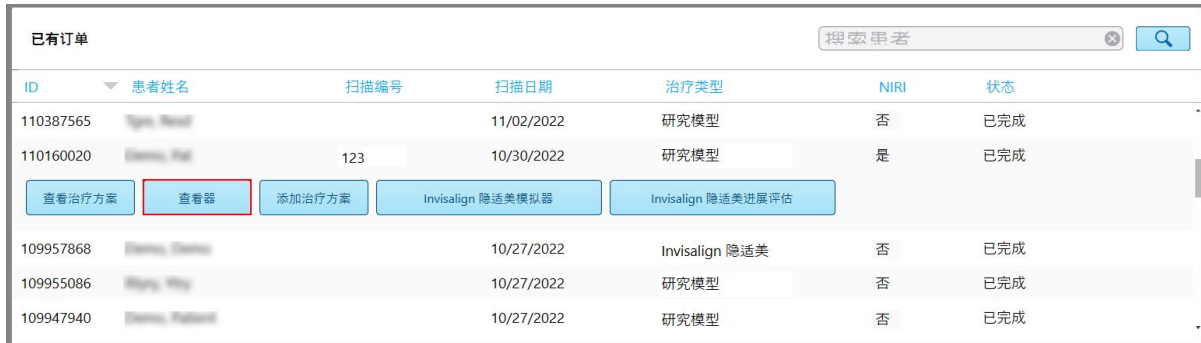 已有订单
搜索患者
ID 患者姓名 扫描编号 扫描日期 治疗类型 NIRI 状态
110387565 11/02/2022 研究模型 否 已完成
110160020 123 10/30/2022 研究模型 是 已完成
查看治疗方案 查看器 添加治疗方案 Invisalign 隐适美模拟器 Invisalign 隐适美进展评估
109957868 10/27/2022 Invisalign 隐适美 否 已完成
109955086 10/27/2022 研究模型 否 已完成
109947940 10/27/2022 研究模型 否 已完成